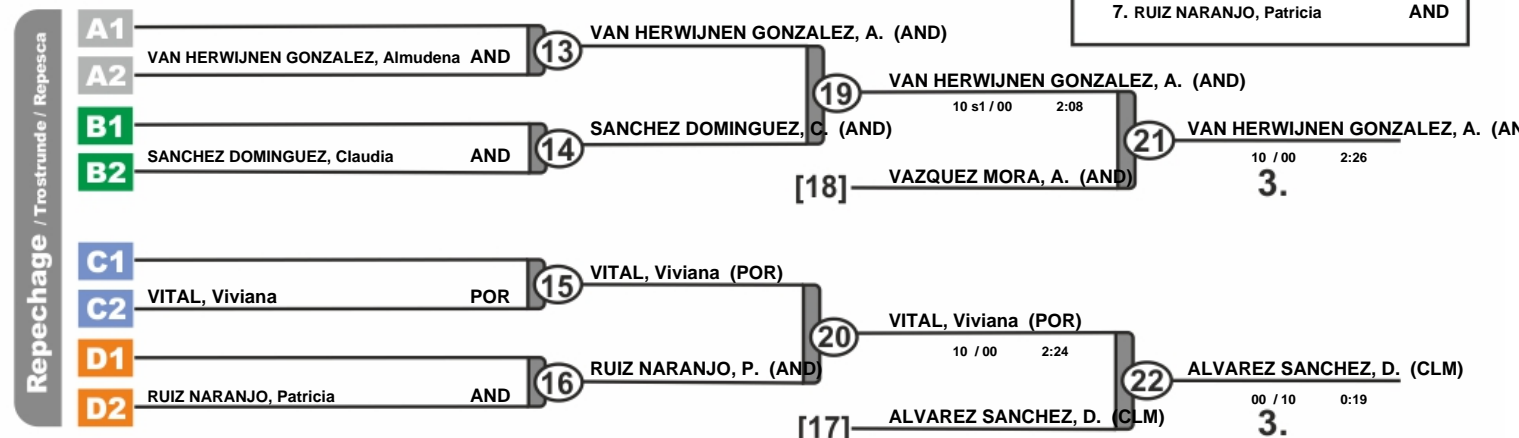 7. RUIZ NARANJO, Patricia AND
Repechage / Trostrunde / Repesca
A1
VAN HERWIJNEN GONZALEZ, Almudena AND
A2
13
VAN HERWIJNEN GONZALEZ, A. (AND)
B1
SANCHEZ DOMINGUEZ, Claudia AND
B2
14
SANCHEZ DOMINGUEZ, C. (AND)
19
VAN HERWIJNEN GONZALEZ, A. (AND)
10 s1 / 00 2:08
[18]
VAZQUEZ MORA, A. (AND)
21
VAN HERWIJNEN GONZALEZ, A. (AN
10 / 00 2:26
3.
C1
VITAL, Viviana POR
C2
15
VITAL, Viviana (POR)
D1
RUIZ NARANJO, Patricia AND
D2
16
RUIZ NARANJO, P. (AND)
20
VITAL, Viviana (POR)
10 / 00 2:24
[17]
ALVAREZ SANCHEZ, D. (CLM)
22
ALVAREZ SANCHEZ, D. (CLM)
00 / 10 0:19
3.